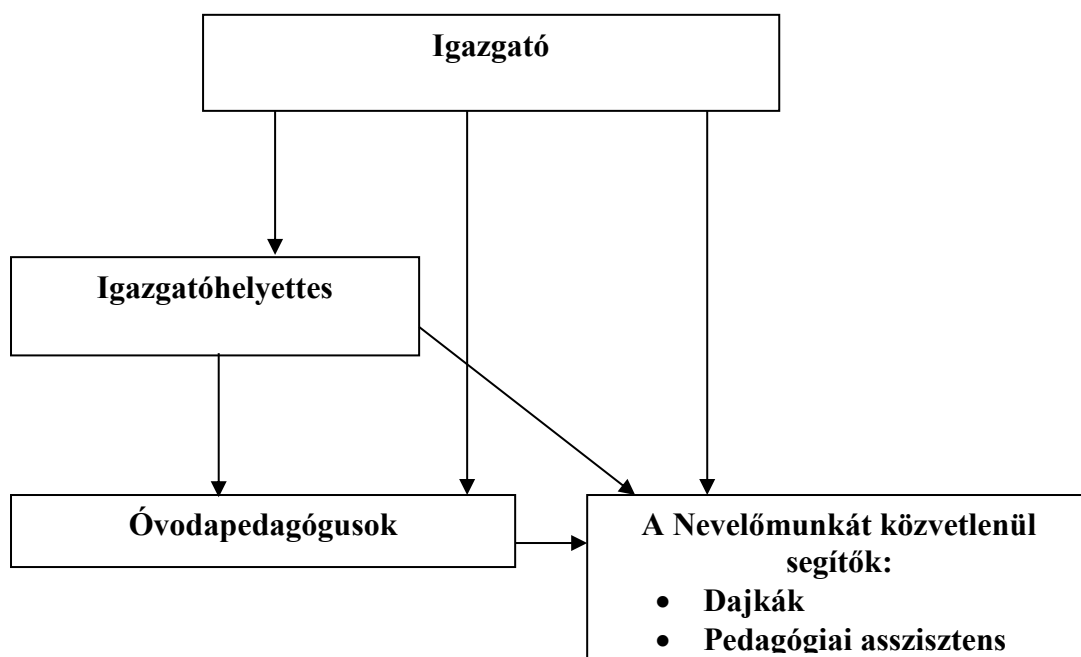 Igazgató
Igazgatóhelyettes
Óvodapedagógusok
A Nevelőmunkát közvetlenül
segítők:
• Dajkák
• Pedagógiai asszisztens